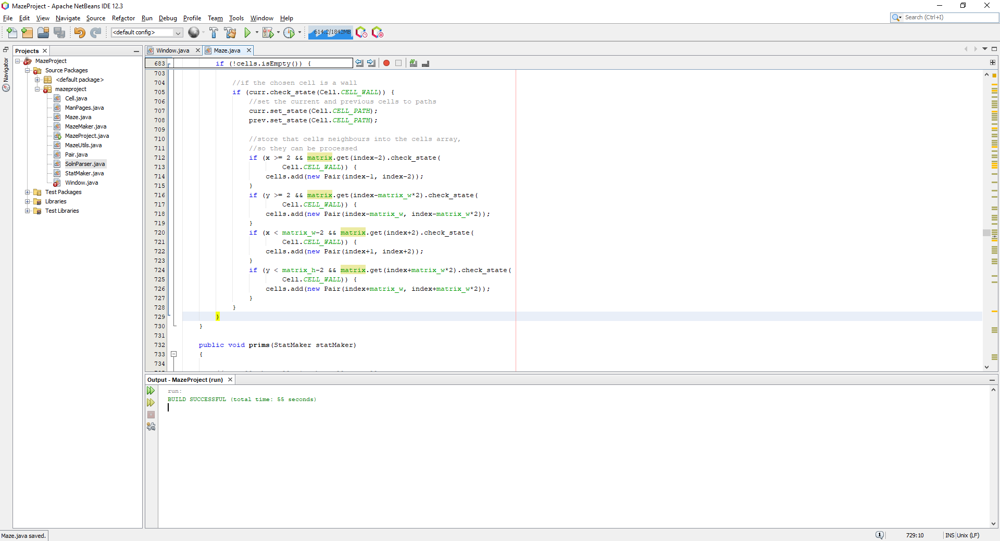 MazeProject - Apache NetBeans IDE 12.3
File Edit View Navigate Source Refactor Run Debug Profile Team Tools Window Help
Search (Ctrl+I)
<default config>
614.2/1842MB
Navigator
Projects
MazeProject
Source Packages
<default package>
mazeproject
Cell.java
ManPages.java
Maze.java
MazeMaker.java
MazeProject.java
MazeUtils.java
Pair.java
SolnParser.java
StatMaker.java
Window.java
Test Packages
Libraries
Test Libraries
Window.java Maze.java
683 if (!cells.isEmpty()) {
703
704 //if the chosen cell is a wall
705 if (curr.check_state(Cell.CELL_WALL)) {
706 //set the current and previous cells to paths
707 curr.set_state(Cell.CELL_PATH);
708 prev.set_state(Cell.CELL_PATH);
709
710 //store that cells neighbours into the cells array,
711 //so they can be processed
712 if (x >= 2 && matrix.get(index-2).check_state(
713 Cell.CELL_WALL)) {
714 cells.add(new Pair(index-1, index-2));
715 }
716 if (y >= 2 && matrix.get(index-matrix_w*2).check_state(
717 Cell.CELL_WALL)) {
718 cells.add(new Pair(index-matrix_w, index-matrix_w*2));
719 }
720 if (x < matrix_w-2 && matrix.get(index+2).check_state(
721 Cell.CELL_WALL)) {
722 cells.add(new Pair(index+1, index+2));
723 }
724 if (y < matrix_h-2 && matrix.get(index+matrix_w*2).check_state(
725 Cell.CELL_WALL)) {
726 cells.add(new Pair(index+matrix_w, index+matrix_w*2));
727 }
728 }
729 }
730 }
731
732 public void prims(StatMaker statMaker)
733 {
734
Output - MazeProject (run)
run:
BUILD SUCCESSFUL (total time: 55 seconds)
Maze.java saved.
1
729:10
INS
Unix (LF)